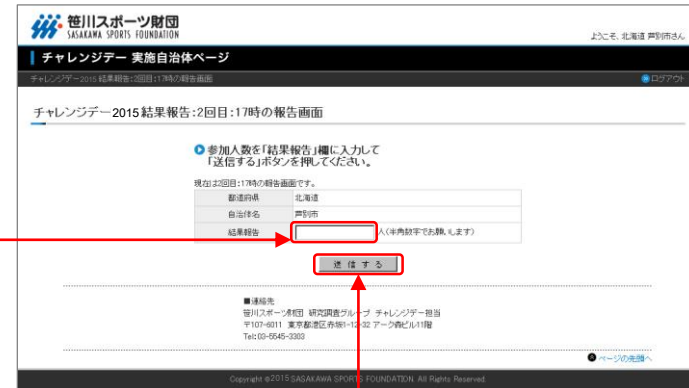 笹川スポーツ財団
SASAKAWA SPORTS FOUNDATION
ようこそ、北海道 芦別市さん
チャレンジデー 実施自治体ページ
チャレンジデー2015 結果報告:2回目:17時の報告画面
ログアウト
チャレンジデー2015結果報告:2回目:17時の報告画面
参加人数を「結果報告」欄に入力して
「送信する」ボタンを押してください。
現在は2回目:17時の報告画面です。
都道府県 北海道
自治体名 芦別市
結果報告 人(半角数字でお願いします)
送信する
■連絡先
笹川スポーツ財団 研究調査グループ チャレンジデー担当
〒107-6011 東京都港区赤坂1-12-32 アーク森ビル11階
Tel:03-5545-3303
ページの先頭へ
Copyright ©2015 SASAKAWA SPORTS FOUNDATION. All Rights Reserved.